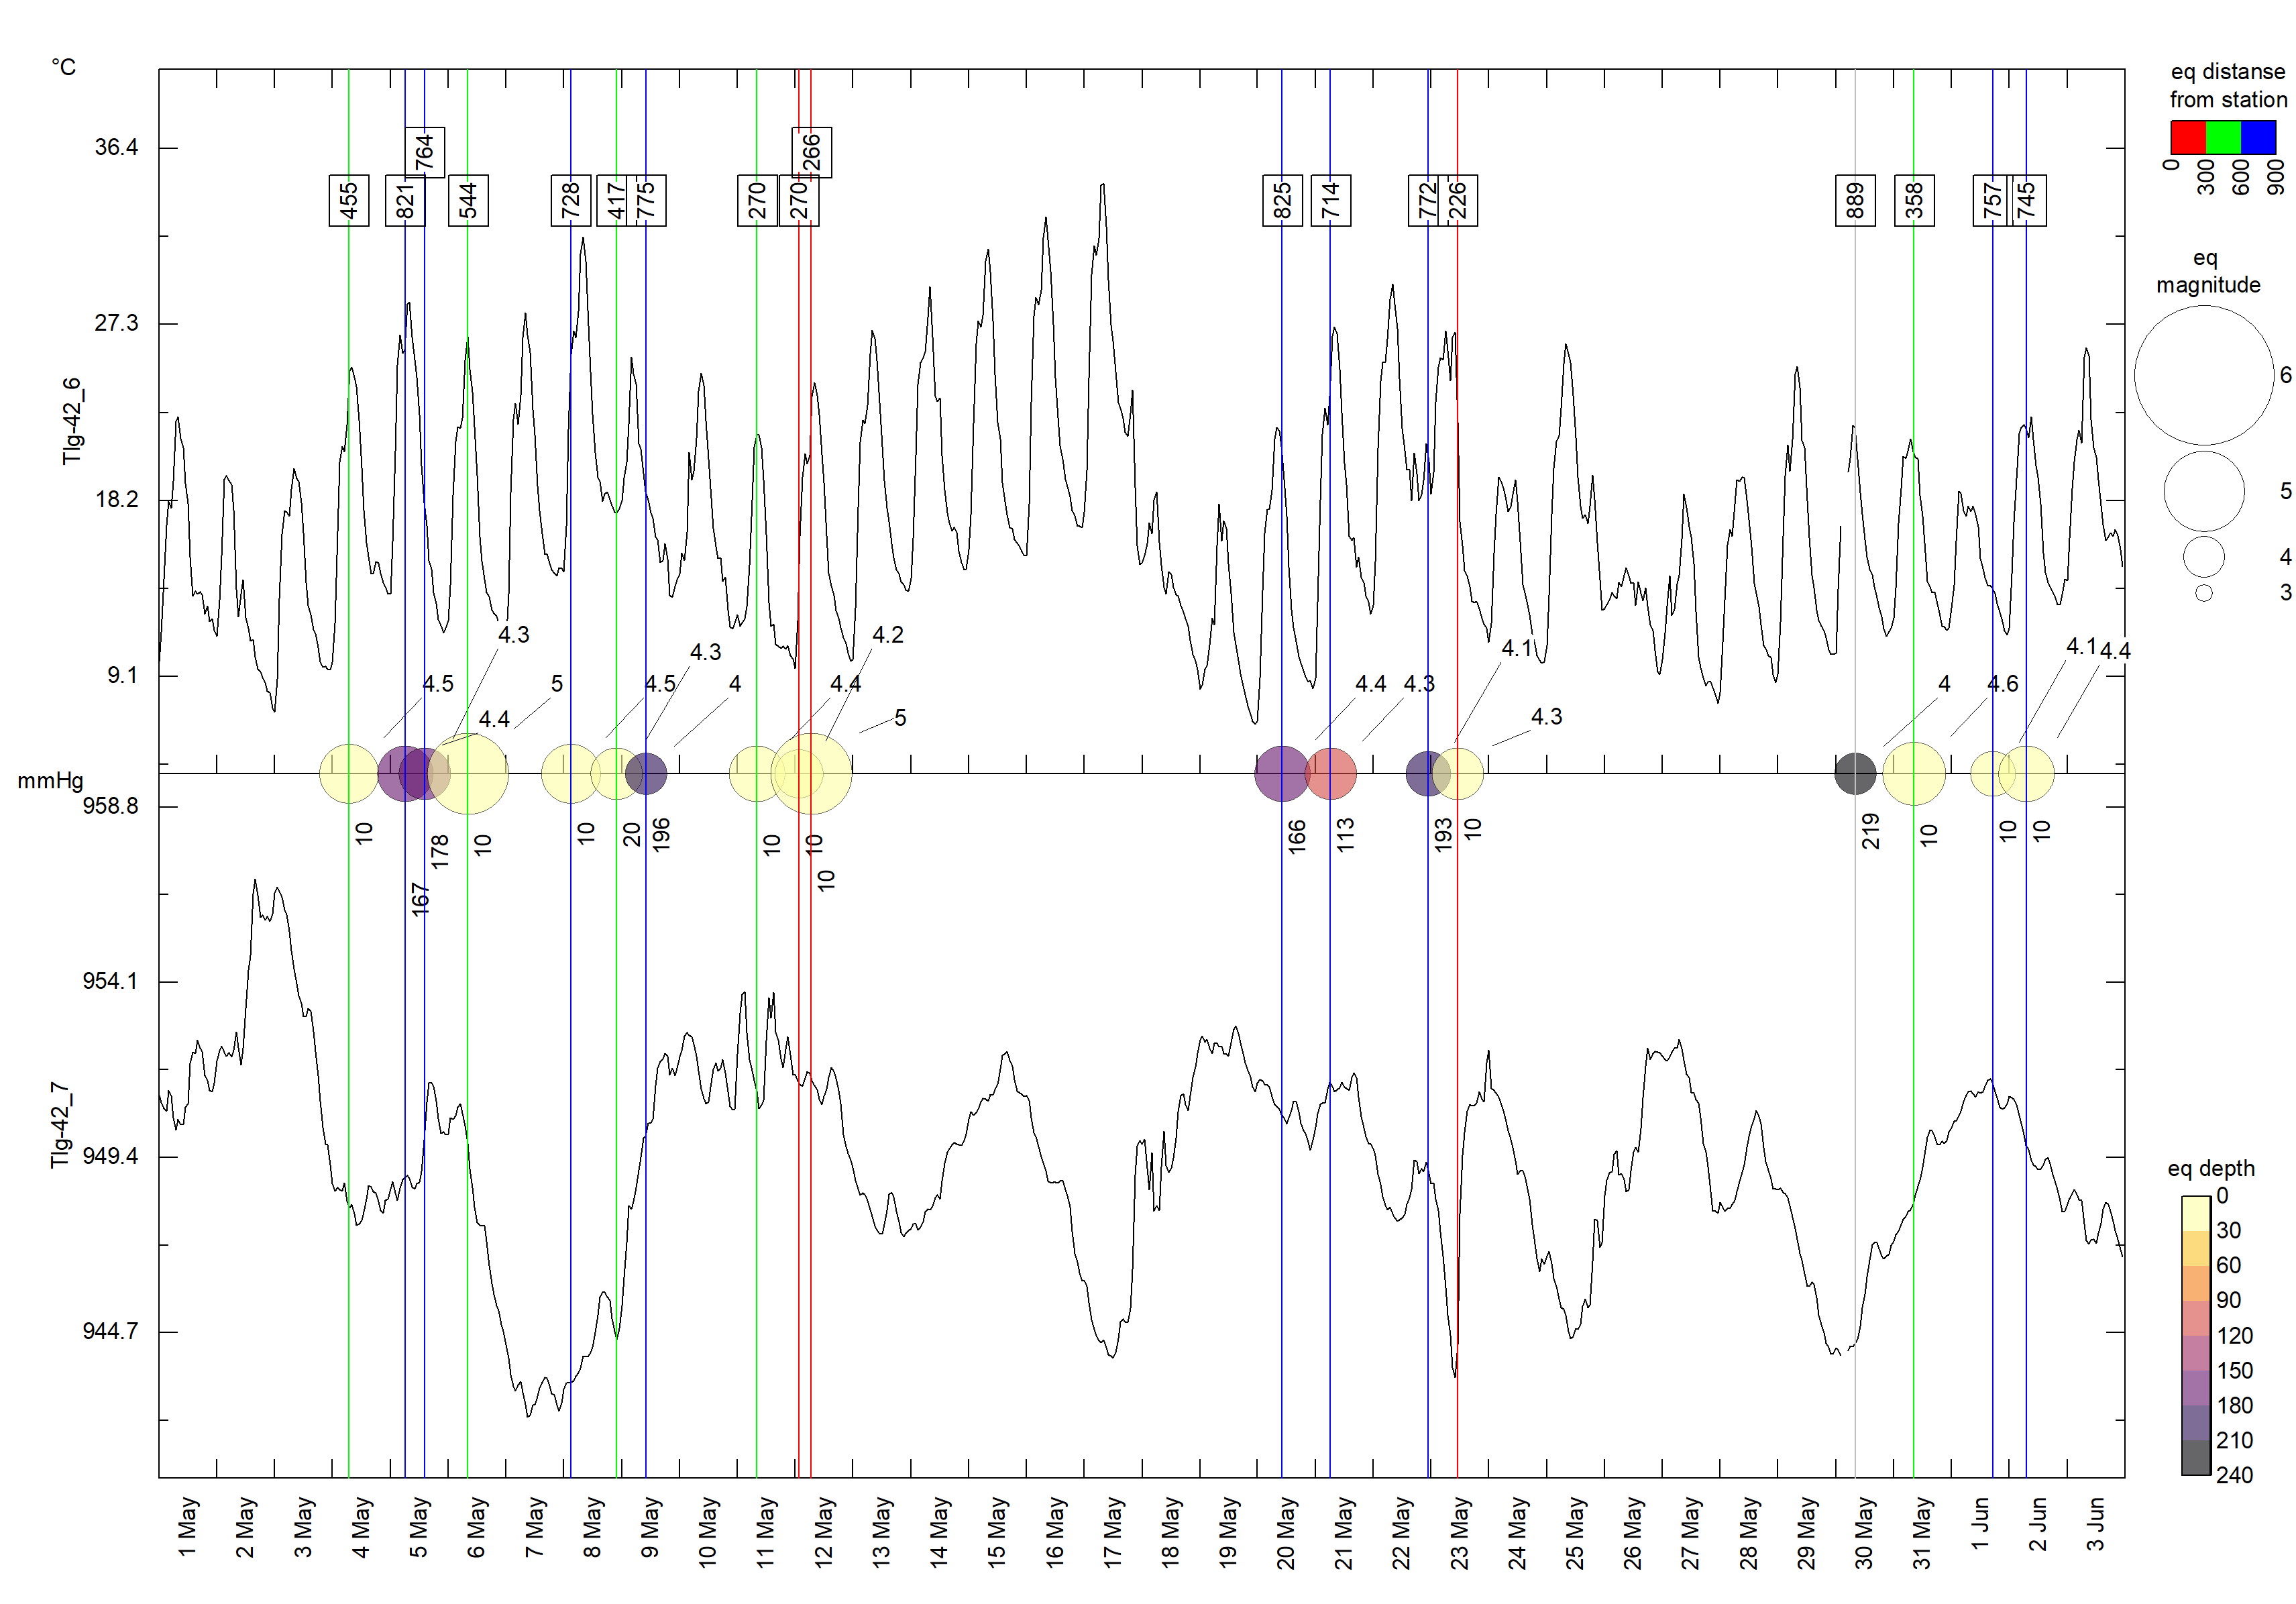 °C
36.4
27.3
18.2
9.1
Tlg-42_6
mmHg
958.8
954.1
949.4
944.7
Tlg-42_7
764
266
455
821
544
728
417
775
270
270
825
714
772
226
889
358
757
745
4.3
4.2
4.1
4.1
4.4
4.3
4.5
5
4.5
4
4.4
4.4
4.3
4
4.6
4.4
5
4.3
10
167
178
10
10
20
196
10
10
10
166
113
193
10
219
10
10
10
1 May
2 May
3 May
4 May
5 May
6 May
7 May
8 May
9 May
10 May
11 May
12 May
13 May
14 May
15 May
16 May
17 May
18 May
19 May
20 May
21 May
22 May
23 May
24 May
25 May
26 May
27 May
28 May
29 May
30 May
31 May
1 Jun
2 Jun
3 Jun
eq distanse
from station
0
300
600
900
eq
magnitude
6
5
4
3
eq depth
0
30
60
90
120
150
180
210
240